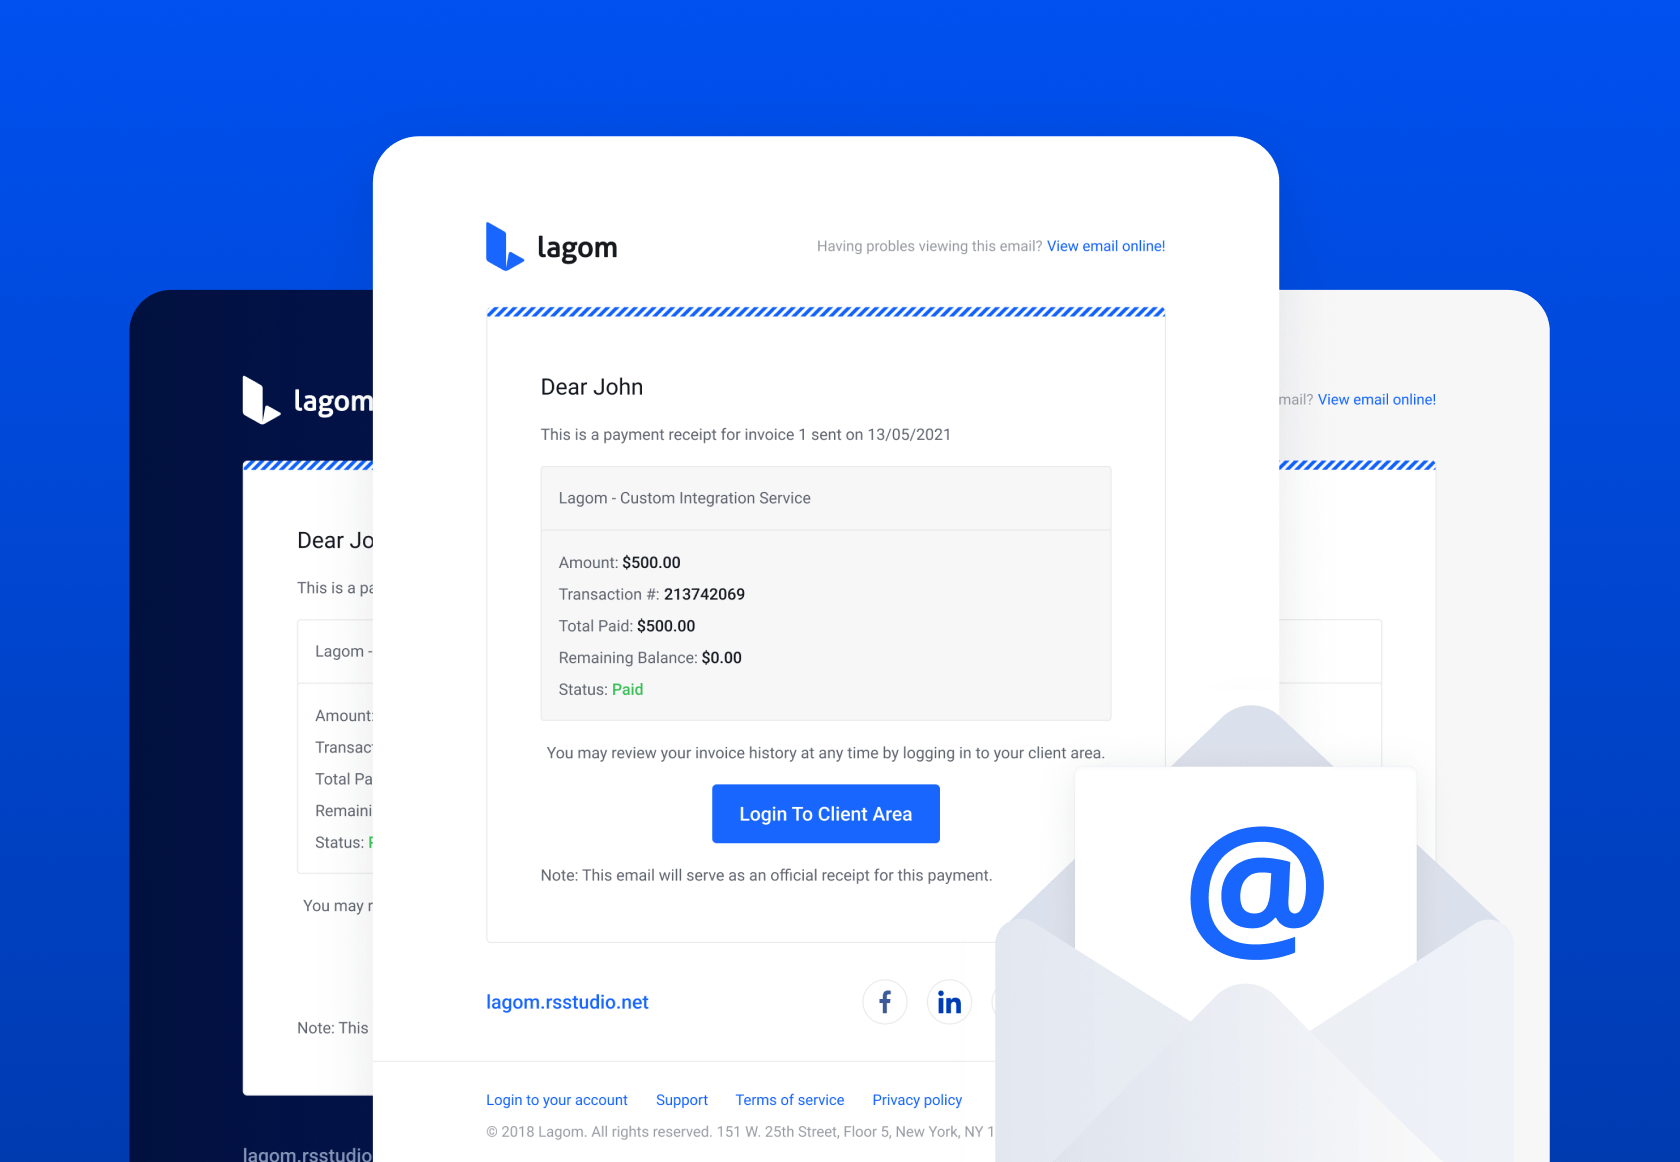 lagom
Having probles viewing this email? View email online!
Dear John
This is a payment receipt for invoice 1 sent on 13/05/2021
Lagom - Custom Integration Service
Amount: $500.00
Transaction #: 213742069
Total Paid: $500.00
Remaining Balance: $0.00
Status: Paid
You may review your invoice history at any time by logging in to your client area.
Login To Client Area
Note: This email will serve as an official receipt for this payment.
lagom.rsstudio.net
f in
Login to your account Support Terms of service Privacy policy
© 2018 Lagom. All rights reserved. 151 W. 25th Street, Floor 5, New York, NY 1
@
lagom
Dear Jo
This is a pa
Lagom -
Amount:
Transac
Total Pa
Remaini
Status:
You may r
Note: This
lagom.rsstudio
mail? View email online!